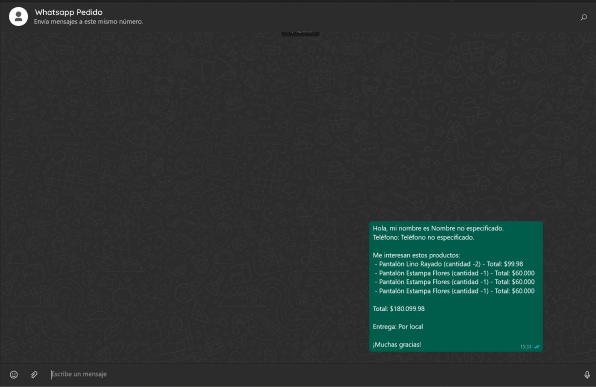 Whatsapp Pedido
Envía mensajes a este mismo número.
Hola, mi nombre es Nombre no especificado.
Teléfono: Teléfono no especificado.
Me interesan estos productos:
- Pantalón Lino Rayado (cantidad -2) - Total: $99.98
- Pantalón Estampa Flores (cantidad -1) - Total: $60.000
- Pantalón Estampa Flores (cantidad -1) - Total: $60.000
- Pantalón Estampa Flores (cantidad -1) - Total: $60.000
Total: $180.099.98
Entrega: Por local
¡Muchas gracias!
15:31
Escribe un mensaje